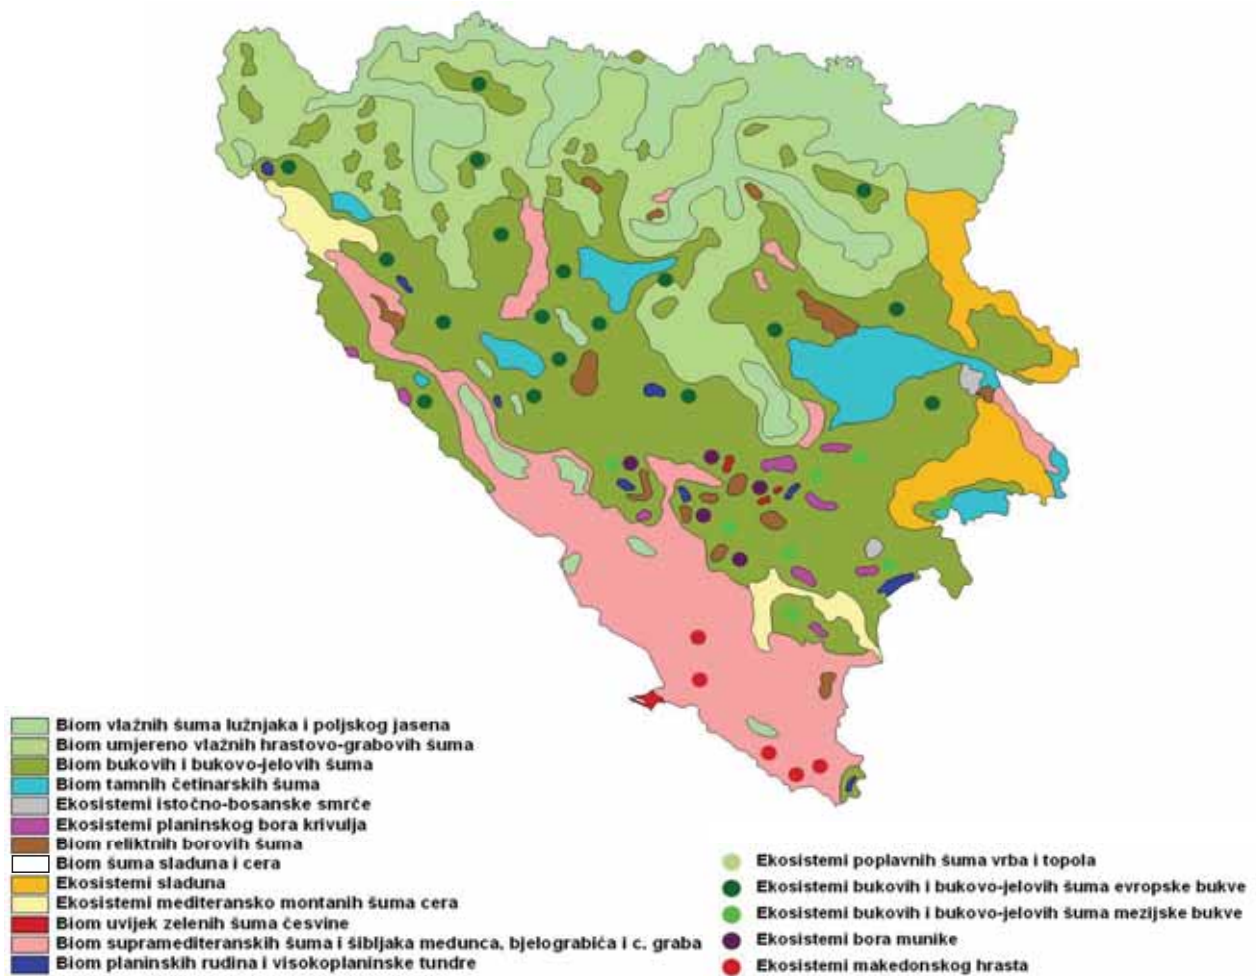 Biom vlažnih šuma lužnjaka i poljskog jasena
Biom umjereno vlažnih hrastovo-grabovih šuma
Biom bukovih i bukovo-jelovih šuma
Biom tamnih četinarskih šuma
Ekosistemi istočno-bosanske smrče
Ekosistemi planinskog bora krivulja
Biom reliktnih borovih šuma
Biom šuma sladuna i cera
Ekosistemi sladuna
Ekosistemi mediteransko montanih šuma cera
Biom uvijek zelenih šuma česvine
Biom supramediteranskih šuma i šibljaka medunca, bjelograbića i c. graba
Biom planinskih rudina i visokoplaninske tundre
Ekosistemi poplavnih šuma vrba i topola
Ekosistemi bukovih i bukovo-jelovih šuma evropske bukve
Ekosistemi bukovih i bukovo-jelovih šuma mezijske bukve
Ekosistemi bora munike
Ekosistemi makedonskog hrasta